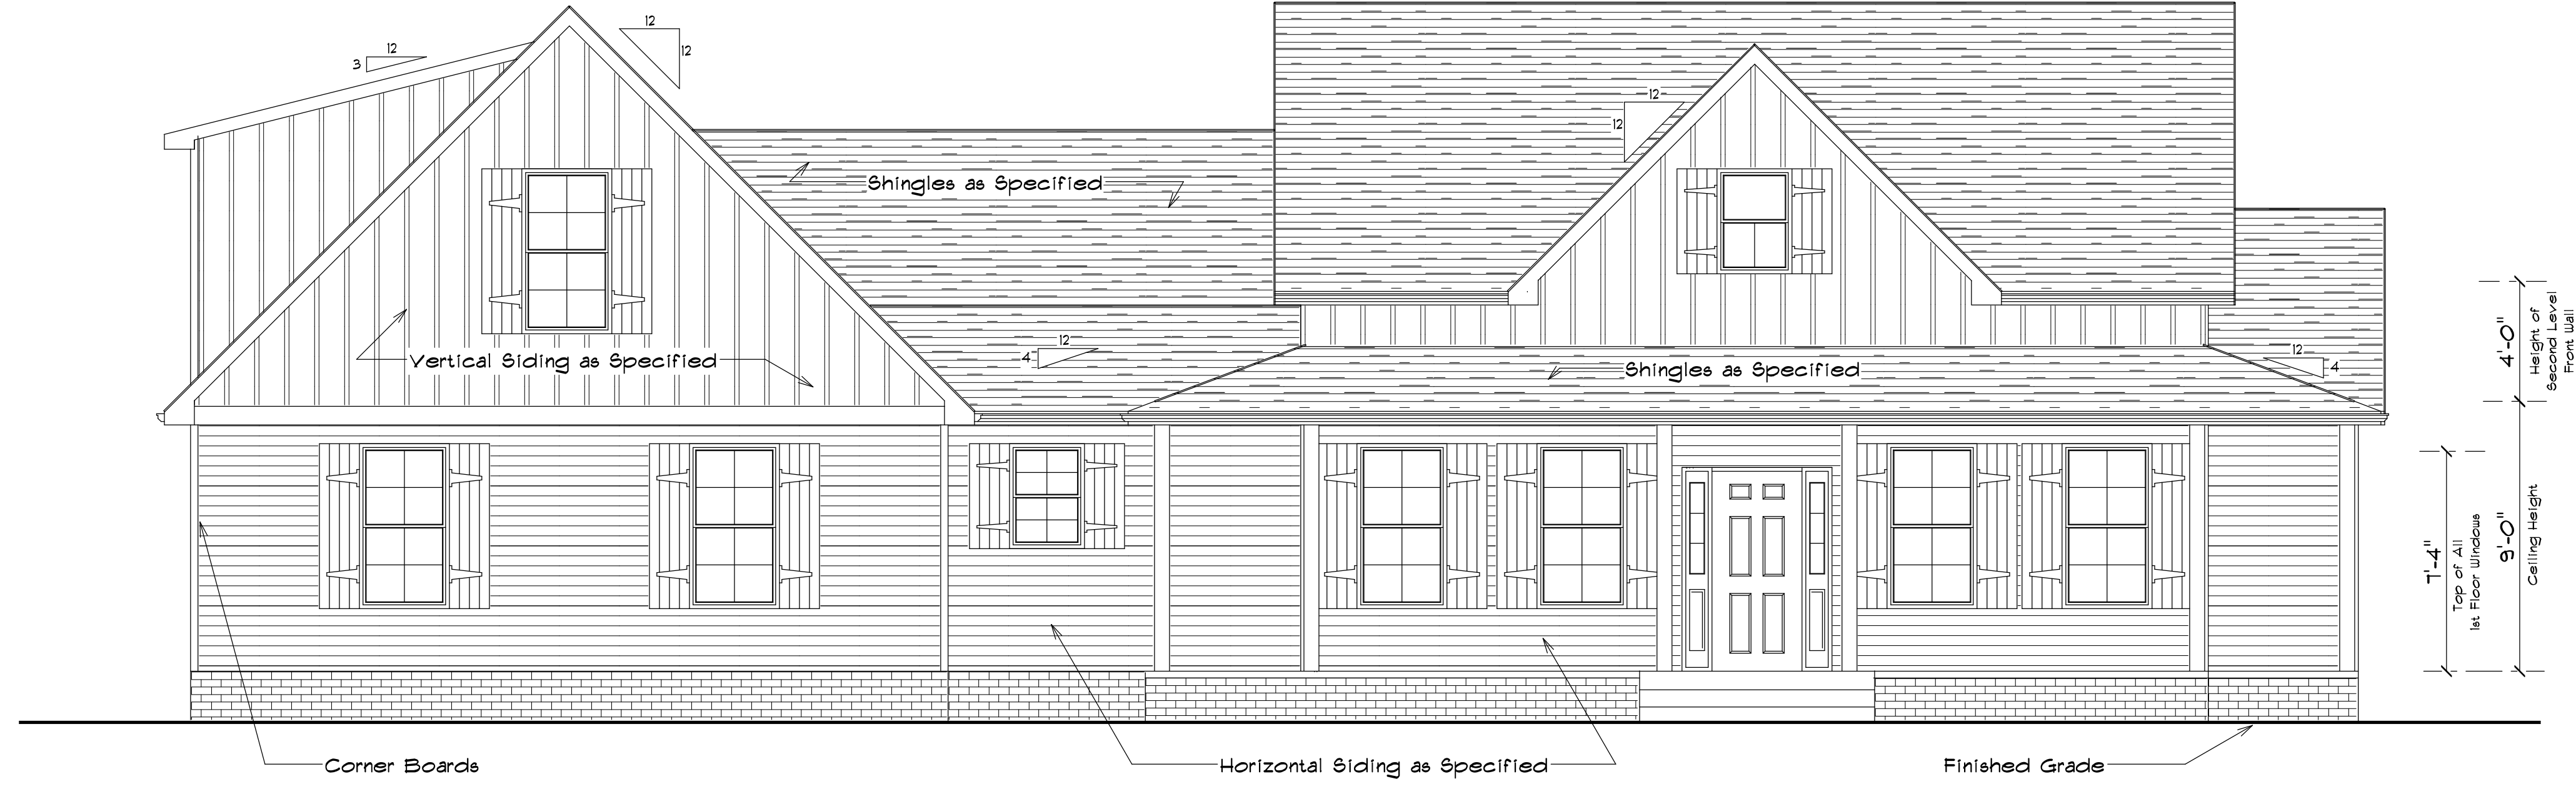 12
12
12
3
12
12
Shingles as Specified
Vertical Siding as Specified
12
4
Shingles as Specified
12
4
4'-0"
Height of
Second Level
Front Wall
7'-4"
Top of All
1st Floor Windows
9'-0"
Ceiling Height
Corner Boards
Horizontal Siding as Specified
Finished Grade